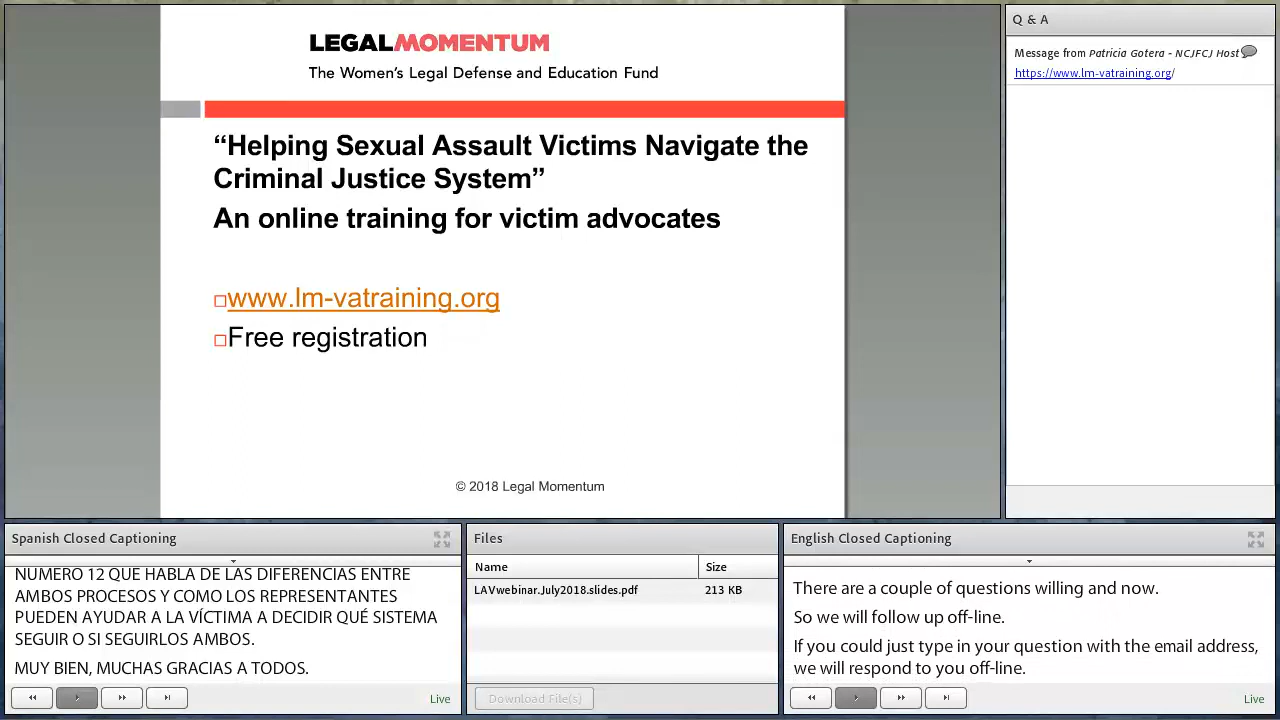 LEGALMOMENTUM
The Women's Legal Defense and Education Fund
“Helping Sexual Assault Victims Navigate the
Criminal Justice System”
An online training for victim advocates
www.lm-vatraining.org
Free registration
© 2018 Legal Momentum
Q & A
Message from Patricia Gotera - NCJFCJ Host
https://www.lm-vatraining.org/
Spanish Closed Captioning
NUMERO 12 QUE HABLA DE LAS DIFERENCIAS ENTRE
AMBOS PROCESOS Y COMO LOS REPRESENTANTES
PUEDEN AYUDAR A LA VÍCTIMA A DECIDIR QUÉ SISTEMA
SEGUIR O SI SEGUIRLOS AMBOS.
MUY BIEN, MUCHAS GRACIAS A TODOS.
Live
Files
Name Size
LAVwebinar.July2018.slides.pdf 213 KB
Download File(s)
English Closed Captioning
There are a couple of questions willing and now.
So we will follow up off-line.
If you could just type in your question with the email address,
we will respond to you off-line.
Live